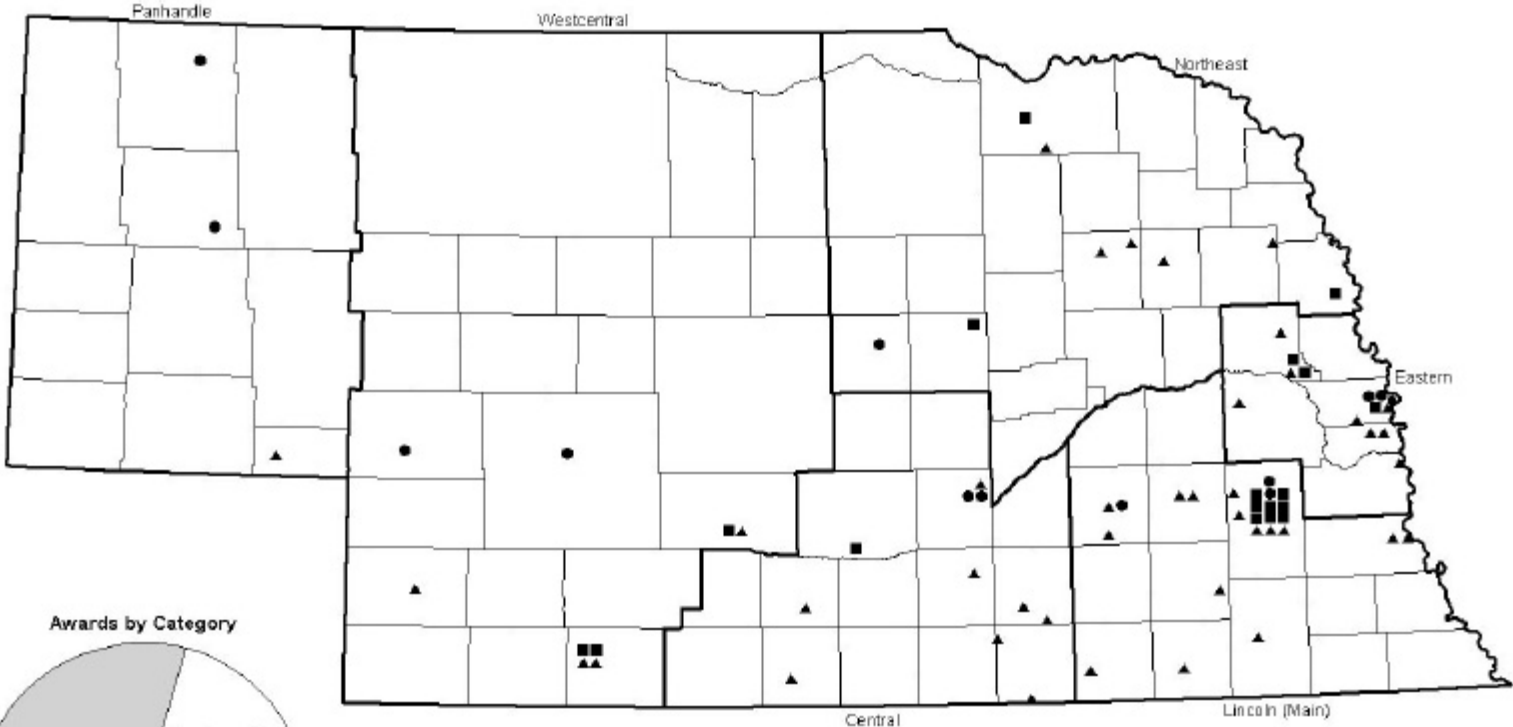 Panhandle
Westcentral
Northeast
Eastern
Awards by Category
Central
Lincoln (Main)